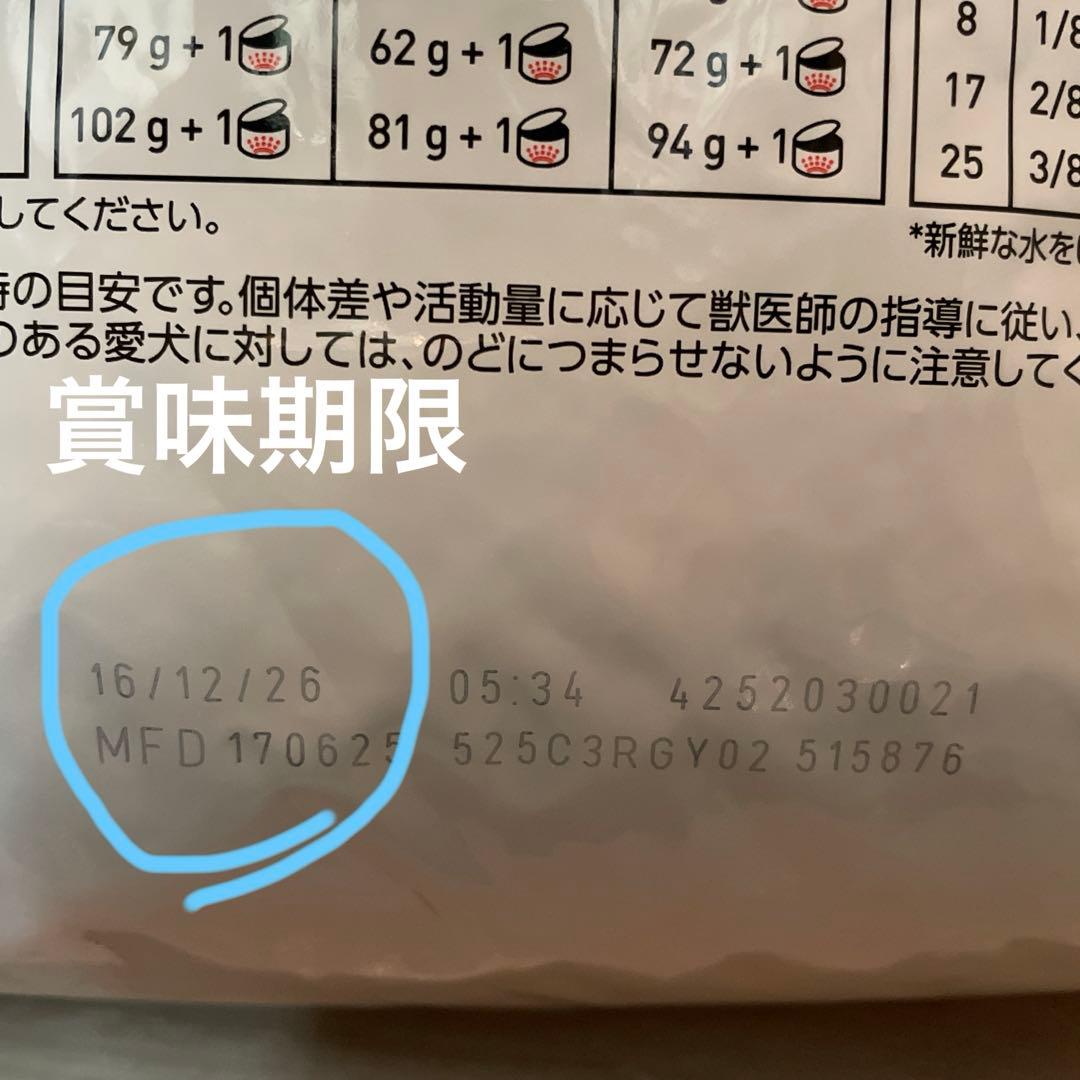 79 g + 1 62 g + 1 72 g + 1 8 1/8
102 g + 1 81 g + 1 94 g + 1 17 2/8
25 3/8
してください。
*新鮮な水を
時の目安です。個体差や活動量に応じて獣医師の指導に従い、
のある愛犬に対しては、のどにつまらせないように注意してく
賞味期限
16/12/26 05:34 4252030021
MFD 170625 525C3RGY02 515876